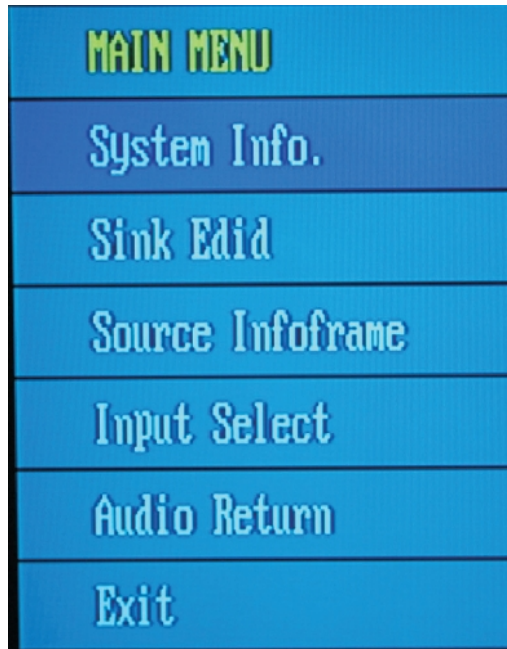 MAIN MENU
System Info.
Sink Edid
Source Infoframe
Input Select
Audio Return
Exit